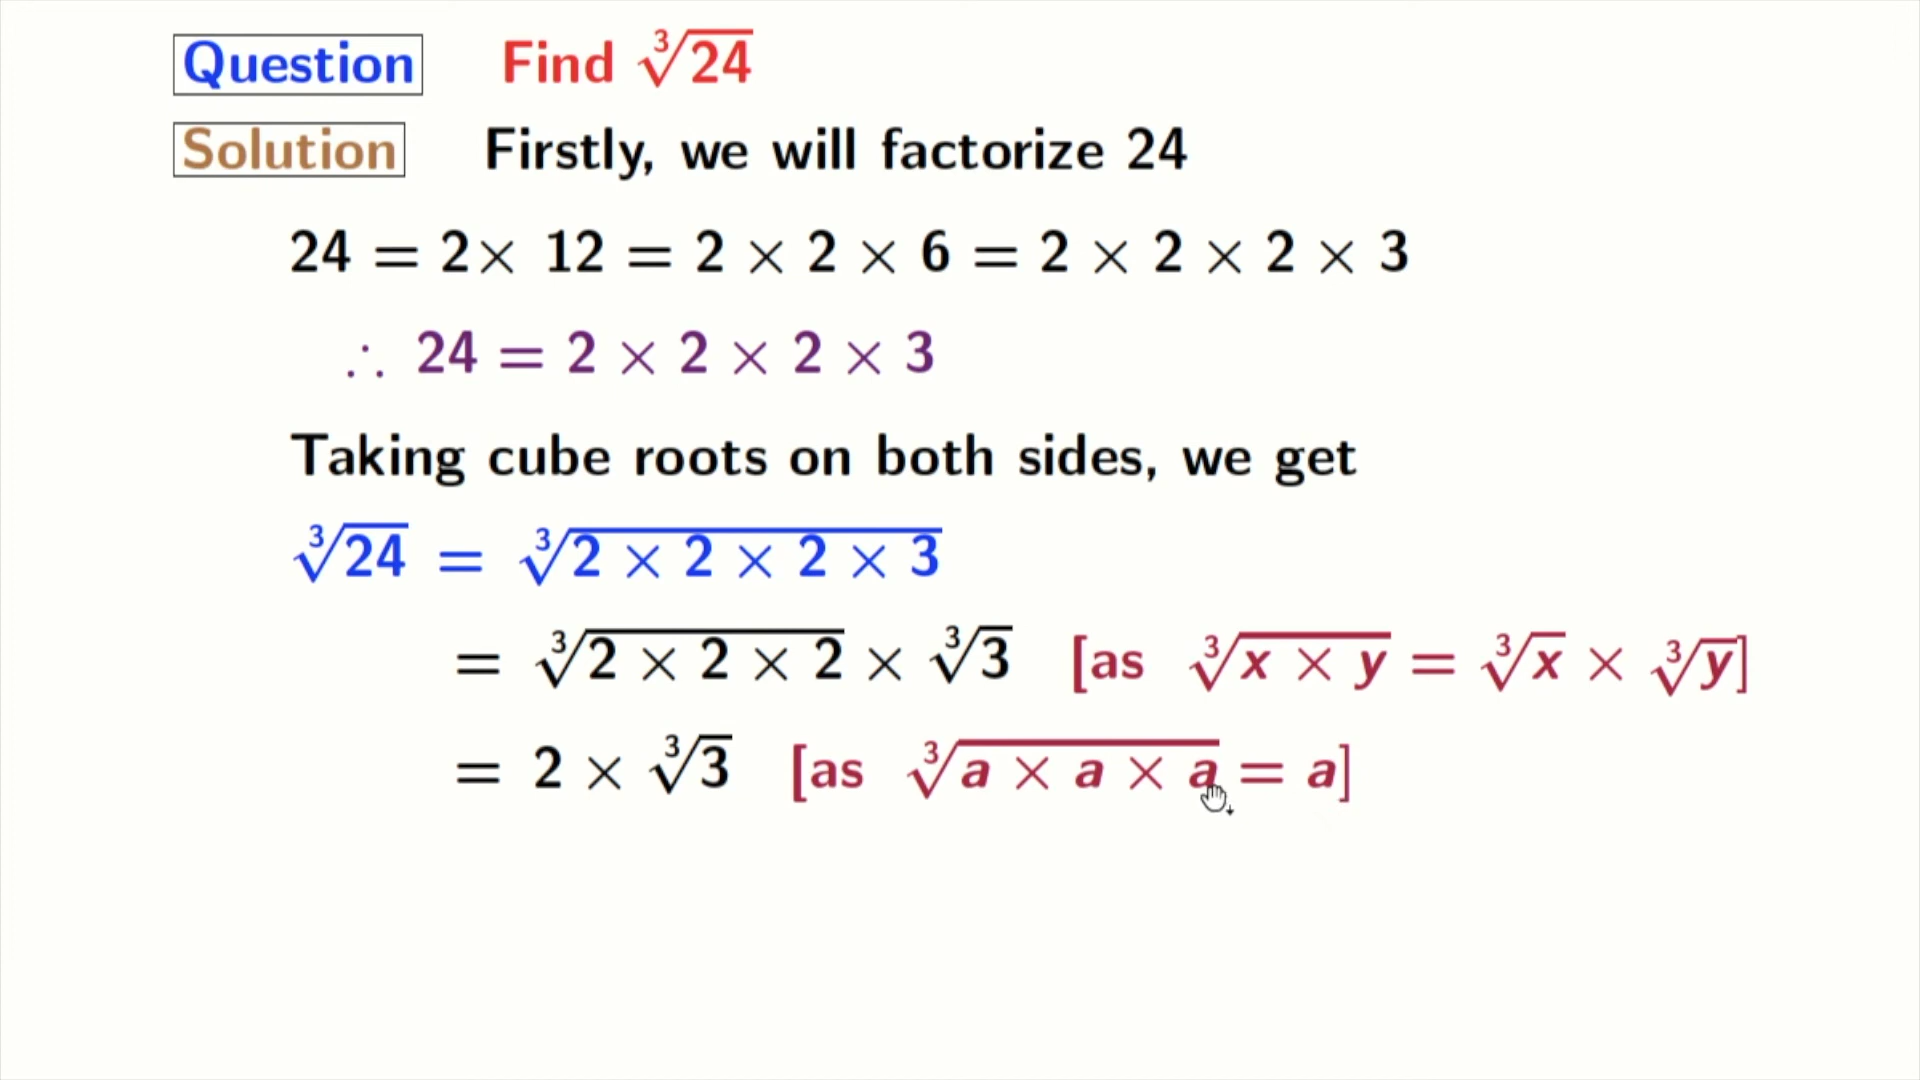 Question Find ∛24
Solution Firstly, we will factorize 24
24 = 2× 12 = 2 × 2 × 6 = 2 × 2 × 2 × 3
∴ 24 = 2 × 2 × 2 × 3
Taking cube roots on both sides, we get
∛24 = ∛(2 × 2 × 2 × 3)
= ∛(2 × 2 × 2) × ∛3 [as ∛(x × y) = ∛x × ∛y]
= 2 × ∛3 [as ∛(a × a × a) = a]